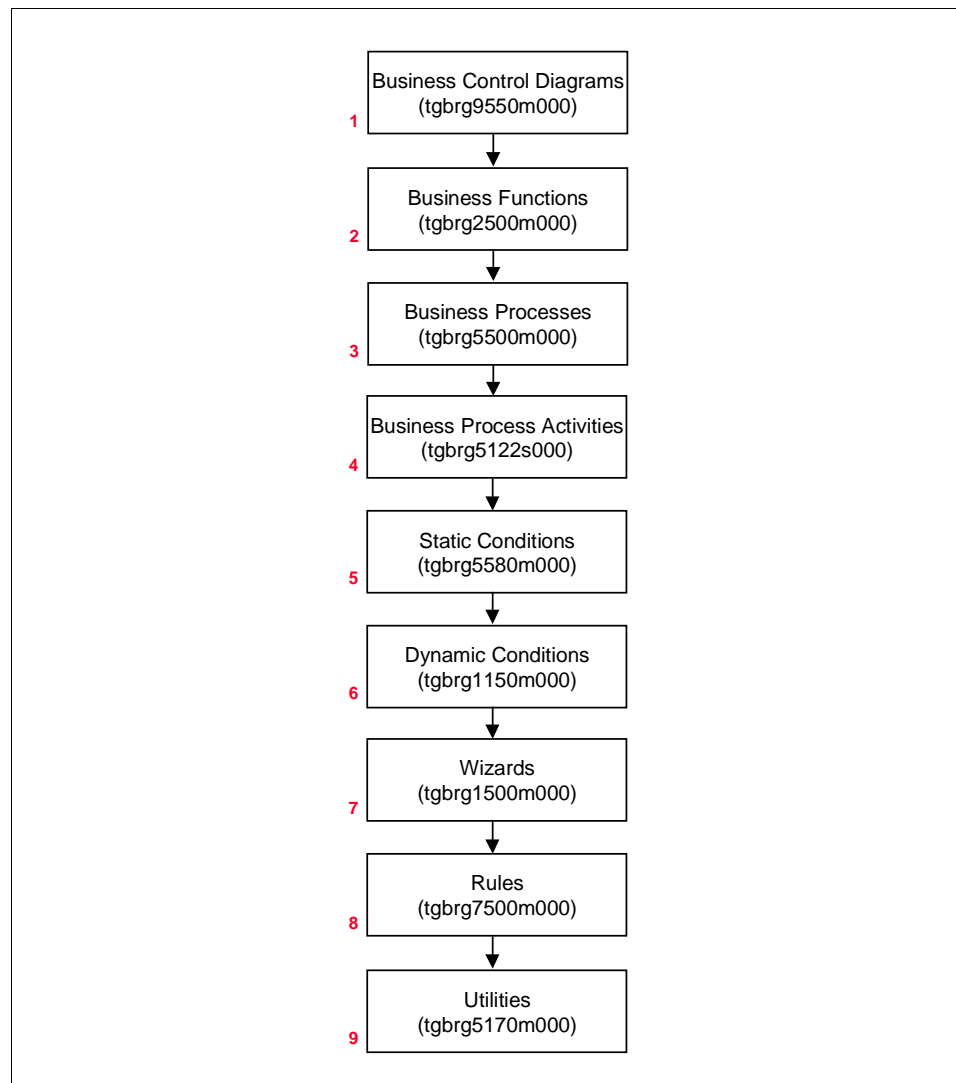 Business Control Diagrams
(tgbrg9550m000)
1
Business Functions
(tgbrg2500m000)
2
Business Processes
(tgbrg5500m000)
3
Business Process Activities
(tgbrg5122s000)
4
Static Conditions
(tgbrg5580m000)
5
Dynamic Conditions
(tgbrg1150m000)
6
Wizards
(tgbrg1500m000)
7
Rules
(tgbrg7500m000)
8
Utilities
(tgbrg5170m000)
9